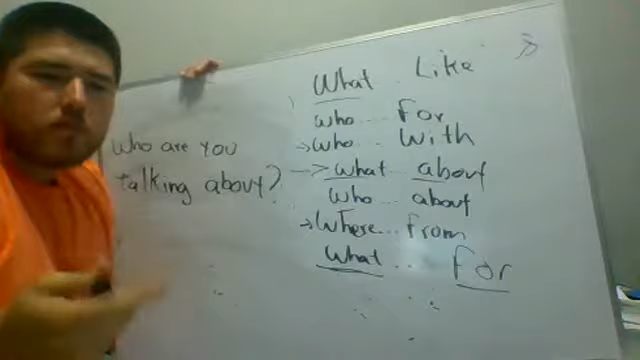 Who are you
talking about?
What . Like
who ... For
→ who ... with
--> what ... about
who ... about
→ Where ... from
What ... For